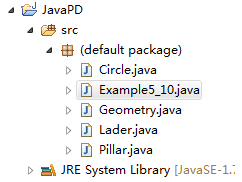 JavaPD
src
(default package)
Circle.java
Example5_10.java
Geometry.java
Lader.java
Pillar.java
JRE System Library [JavaSE-1.7